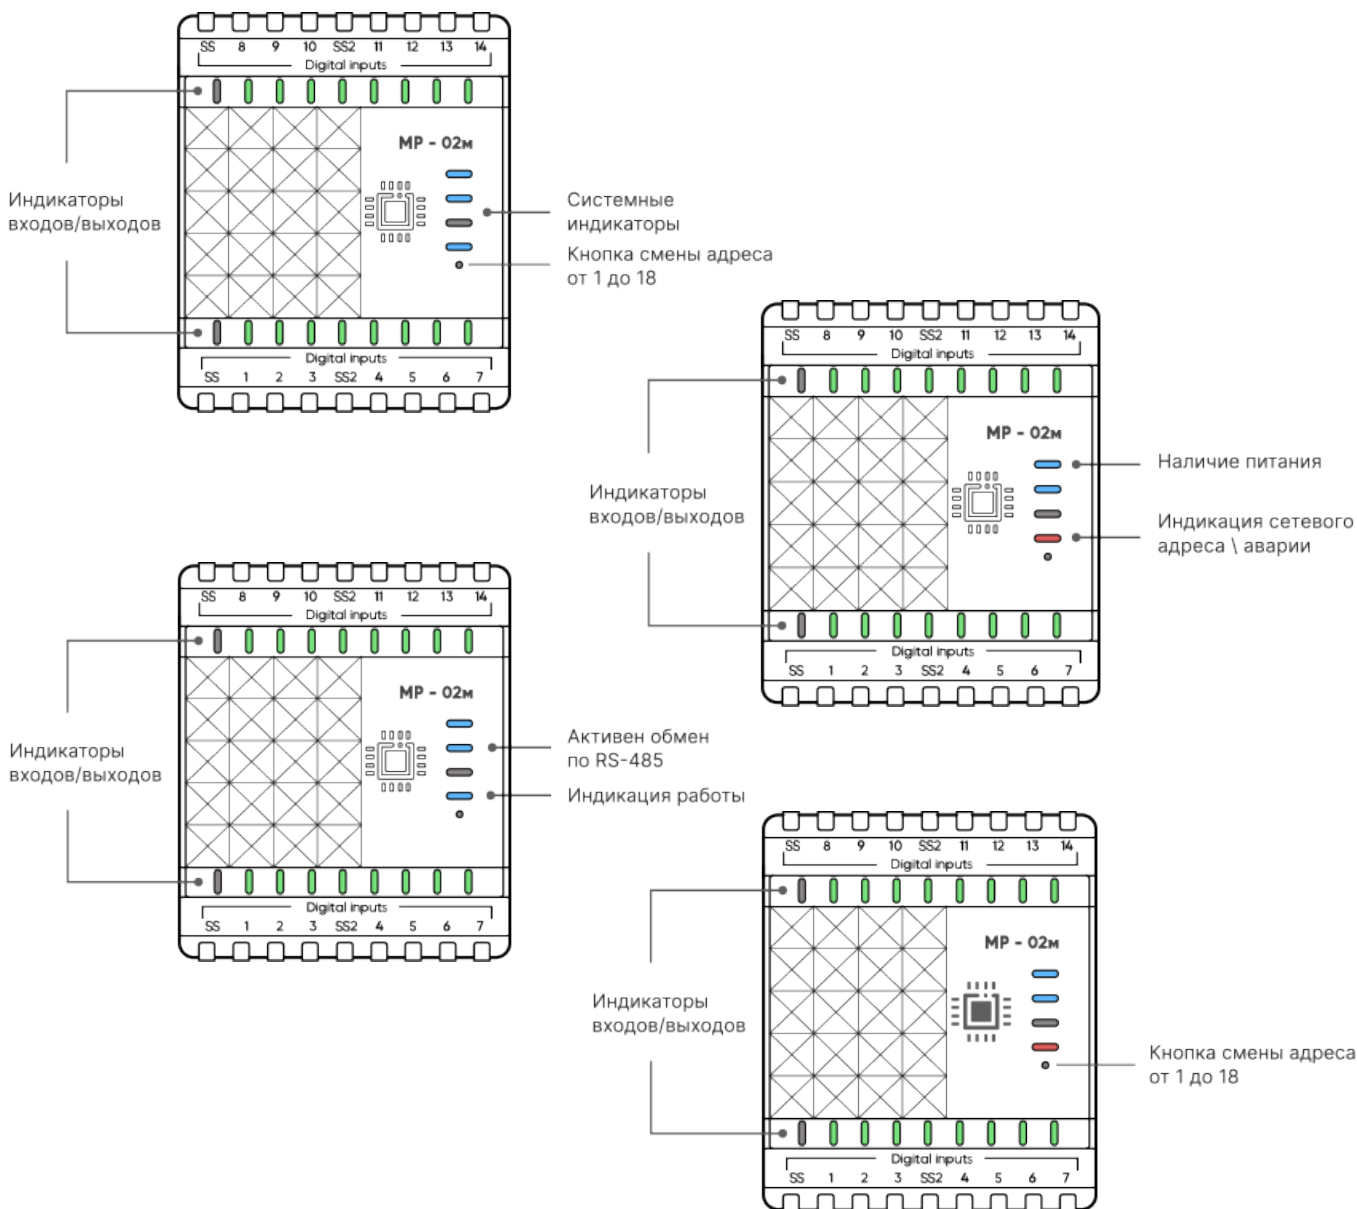 SS 8 9 10 SS2 11 12 13 14
Digital inputs
МР - 02м
Индикаторы
входов/выходов
Системные
индикаторы
Кнопка смены адреса
от 1 до 18
Digital inputs
SS 1 2 3 SS2 4 5 6 7
SS 8 9 10 SS2 11 12 13 14
Digital inputs
МР - 02м
Наличие питания
Индикаторы
входов/выходов
Индикация сетевого
адреса \ аварии
Digital inputs
SS 1 2 3 SS2 4 5 6 7
SS 8 9 10 SS2 11 12 13 14
Digital inputs
МР - 02м
Индикаторы
входов/выходов
Активен обмен
по RS-485
Индикация работы
Digital inputs
SS 1 2 3 SS2 4 5 6 7
SS 8 9 10 SS2 11 12 13 14
Digital inputs
МР - 02м
Индикаторы
входов/выходов
Кнопка смены адреса
от 1 до 18
Digital inputs
SS 1 2 3 SS2 4 5 6 7